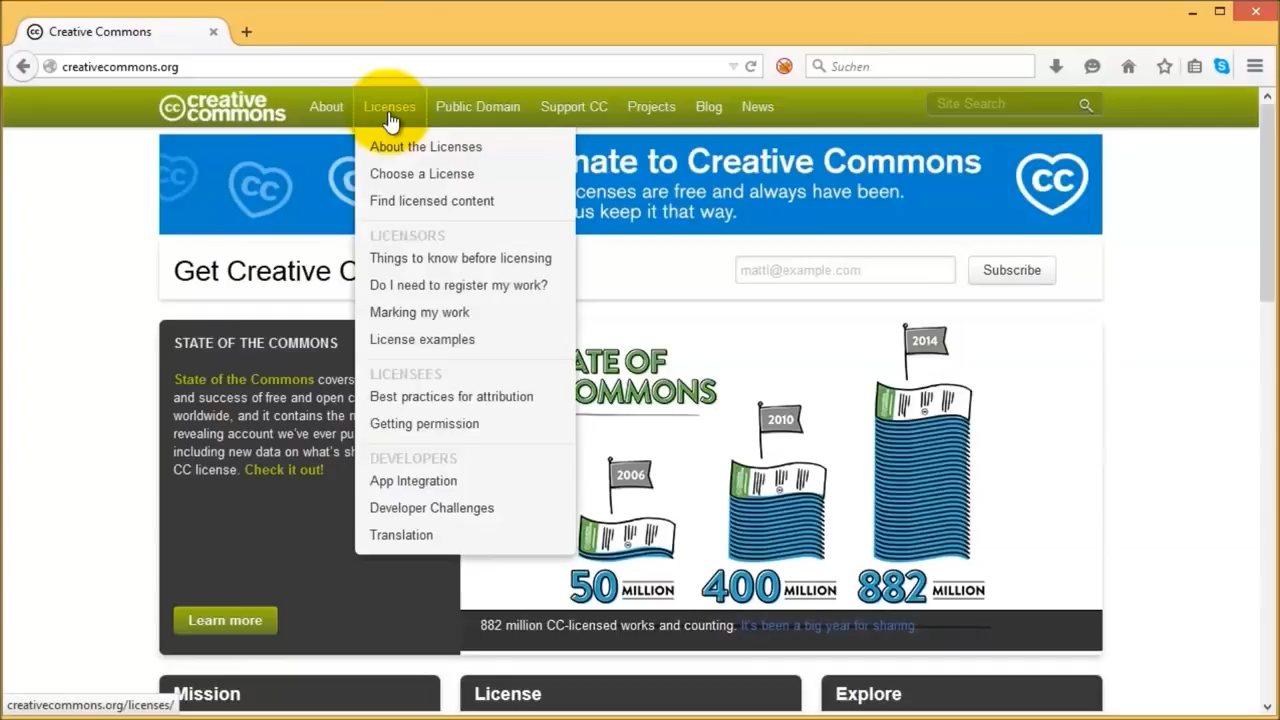 Creative Commons
creativecommons.org
Suchen
creative commons
About Licenses Public Domain Support CC Projects Blog News
Site Search
About the Licenses
Choose a License
Find licensed content
LICENSORS
Things to know before licensing
Do I need to register my work?
Marking my work
License examples
LICENSEES
Best practices for attribution
Getting permission
DEVELOPERS
App Integration
Developer Challenges
Translation
nate to Creative Commons
censes are free and always have been.
us keep it that way.
cc
Get Creative C
mattl@example.com
Subscribe
STATE OF THE COMMONS
State of the Commons covers
and success of free and open c
worldwide, and it contains the
revealing account we've ever pu
including new data on what's sh
CC license. Check it out!
Learn more
ATE OF
OMMONS
2006
2010
2014
50 MILLION
400 MILLION
882 MILLION
882 million CC-licensed works and counting. It's been a big year for sharing.
Mission
License
Explore
creativecommons.org/licenses/